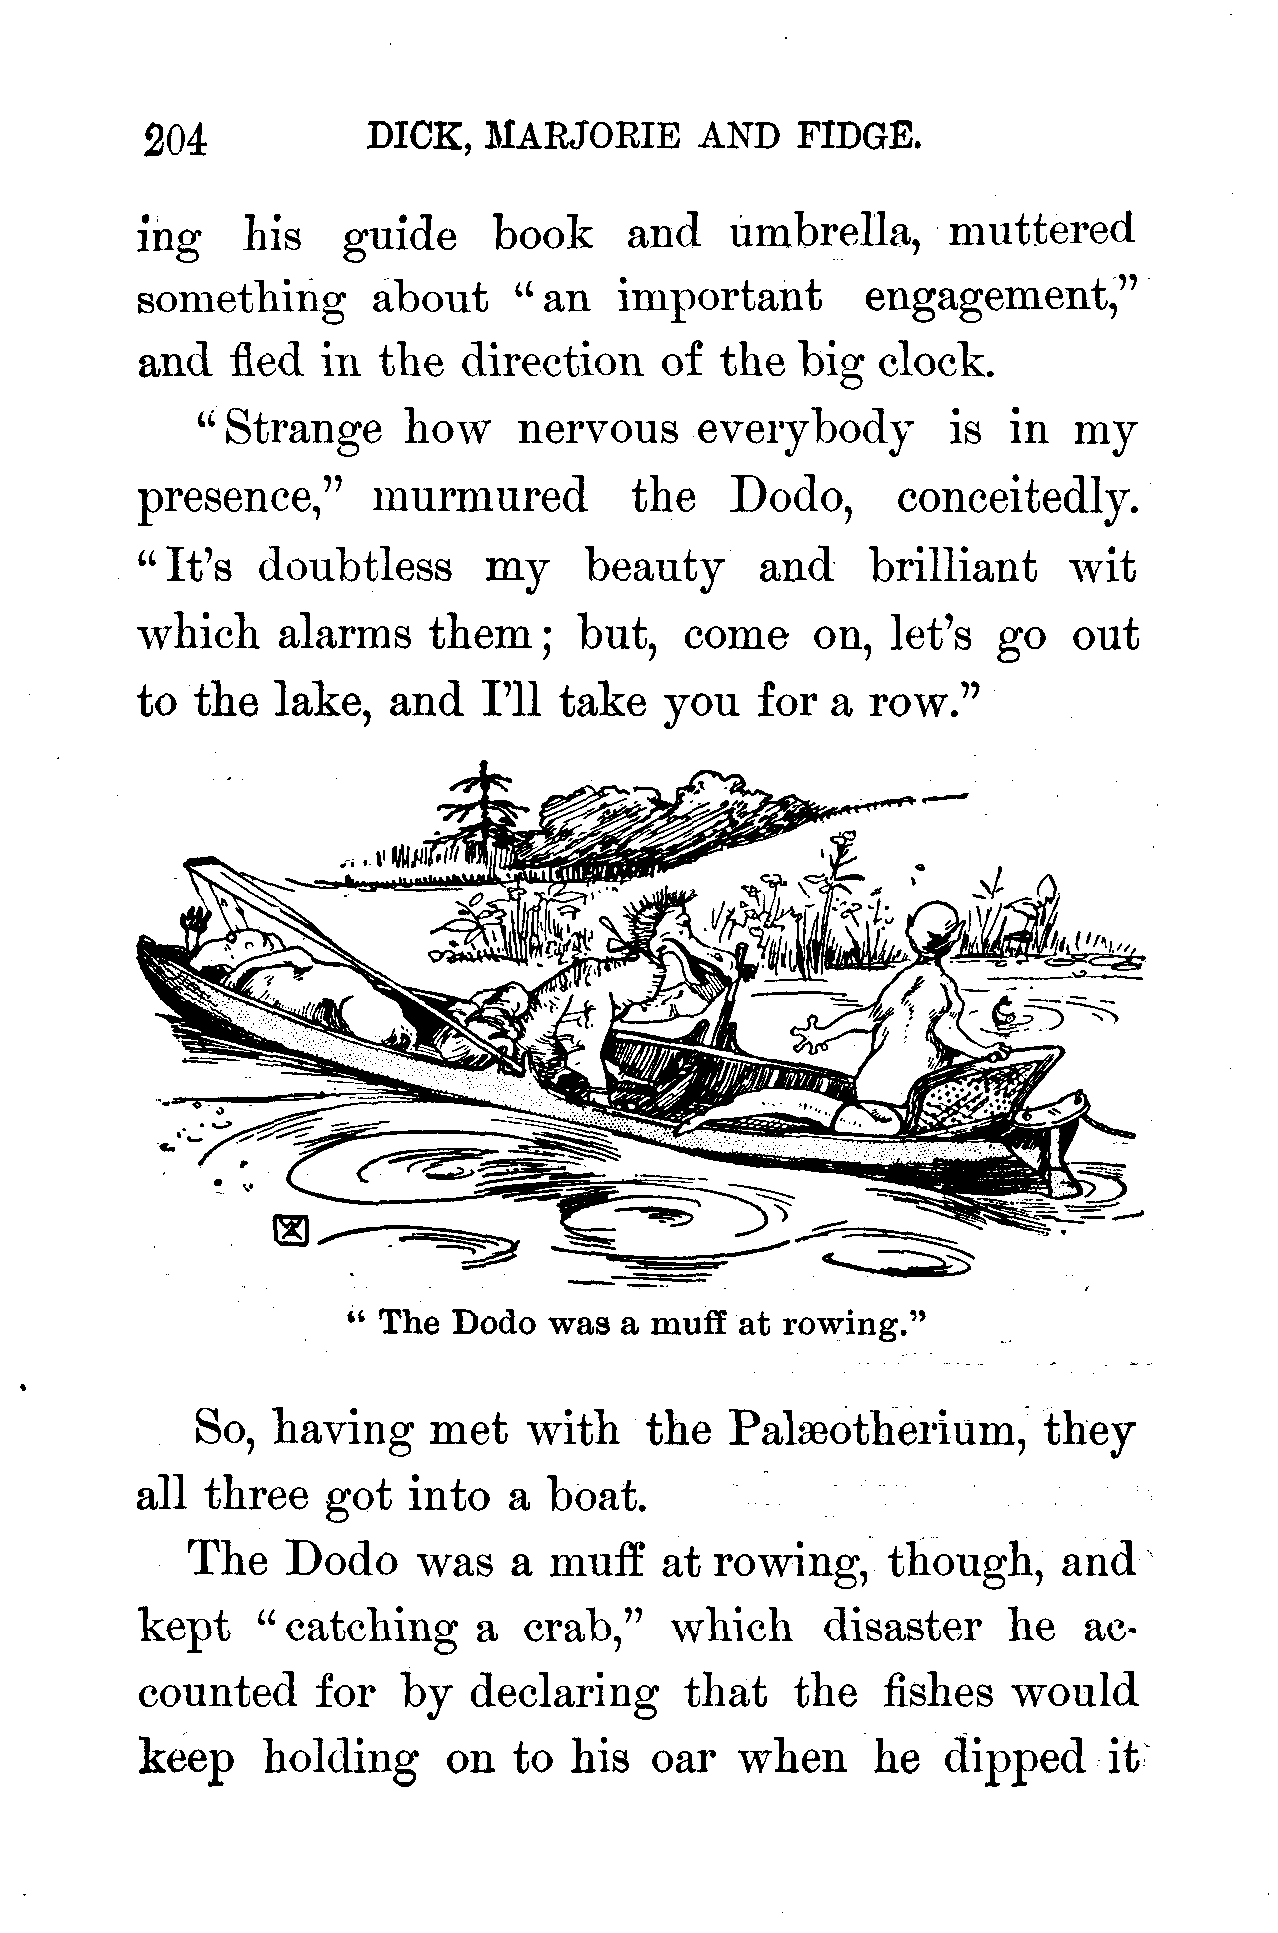 204 DICK, MARJORIE AND FIDGE.
ing his guide book and umbrella, muttered
something about "an important engagement,"
and fled in the direction of the big clock.
"Strange how nervous everybody is in my
presence," murmured the Dodo, conceitedly.
"It's doubtless my beauty and brilliant wit
which alarms them; but, come on, let's go out
to the lake, and I'll take you for a row."
"The Dodo was a muff at rowing."
So, having met with the Palæotherium, they
all three got into a boat.
The Dodo was a muff at rowing, though, and
kept "catching a crab," which disaster he ac-
counted for by declaring that the fishes would
keep holding on to his oar when he dipped it